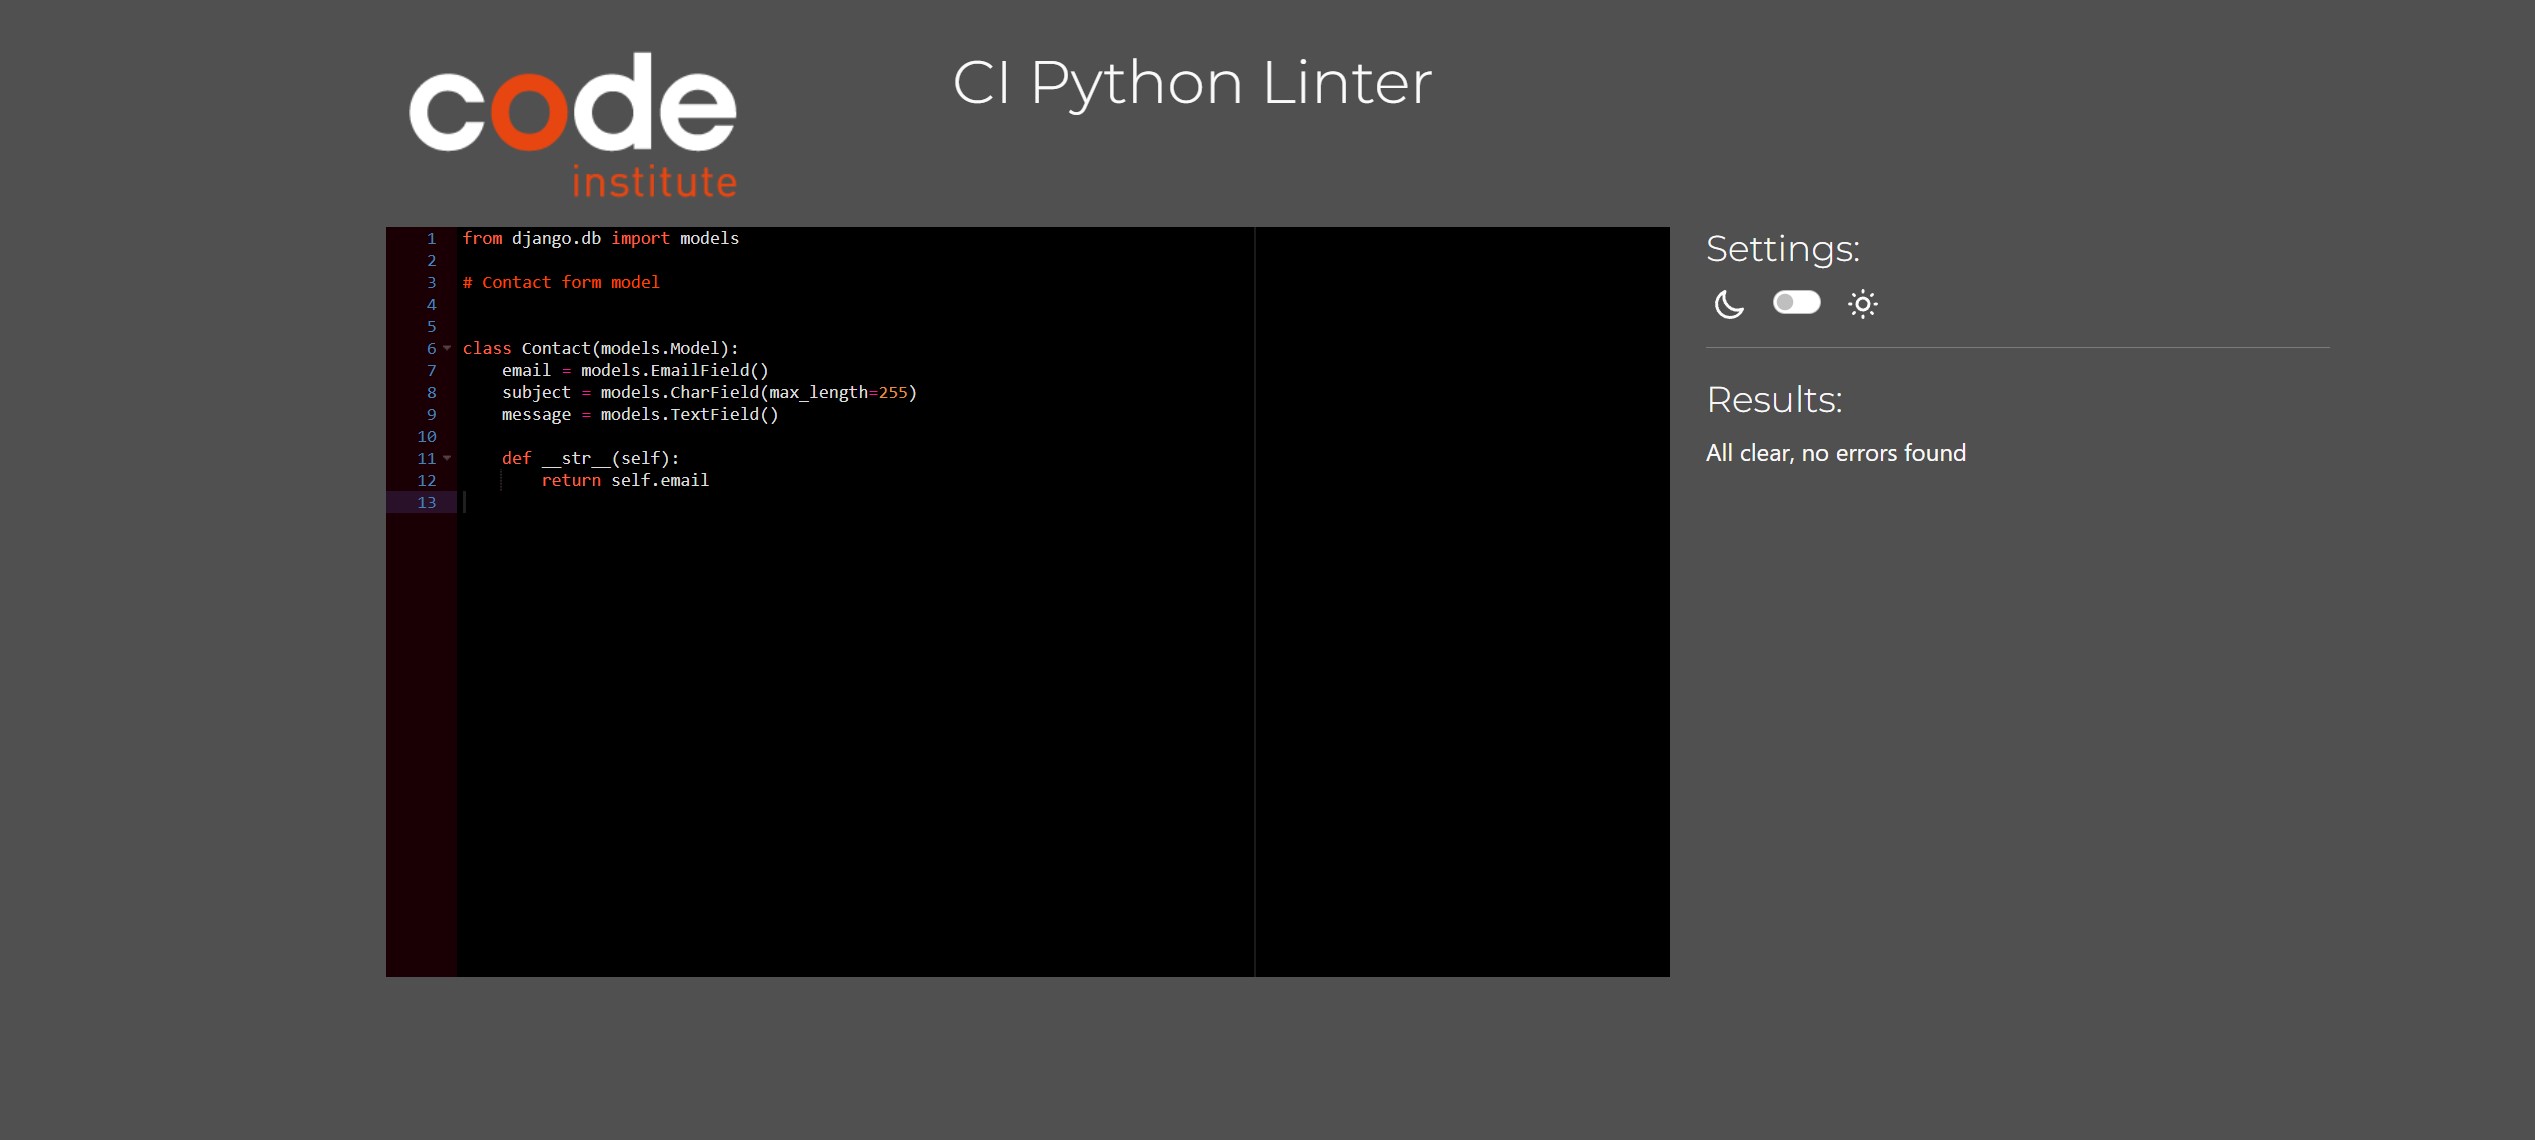 code
institute
CI Python Linter
1 from django.db import models
2
3 # Contact form model
4
5
6 class Contact(models.Model):
7     email = models.EmailField()
8     subject = models.CharField(max_length=255)
9     message = models.TextField()
10
11     def __str__(self):
12         return self.email
13
Settings:
Results:
All clear, no errors found